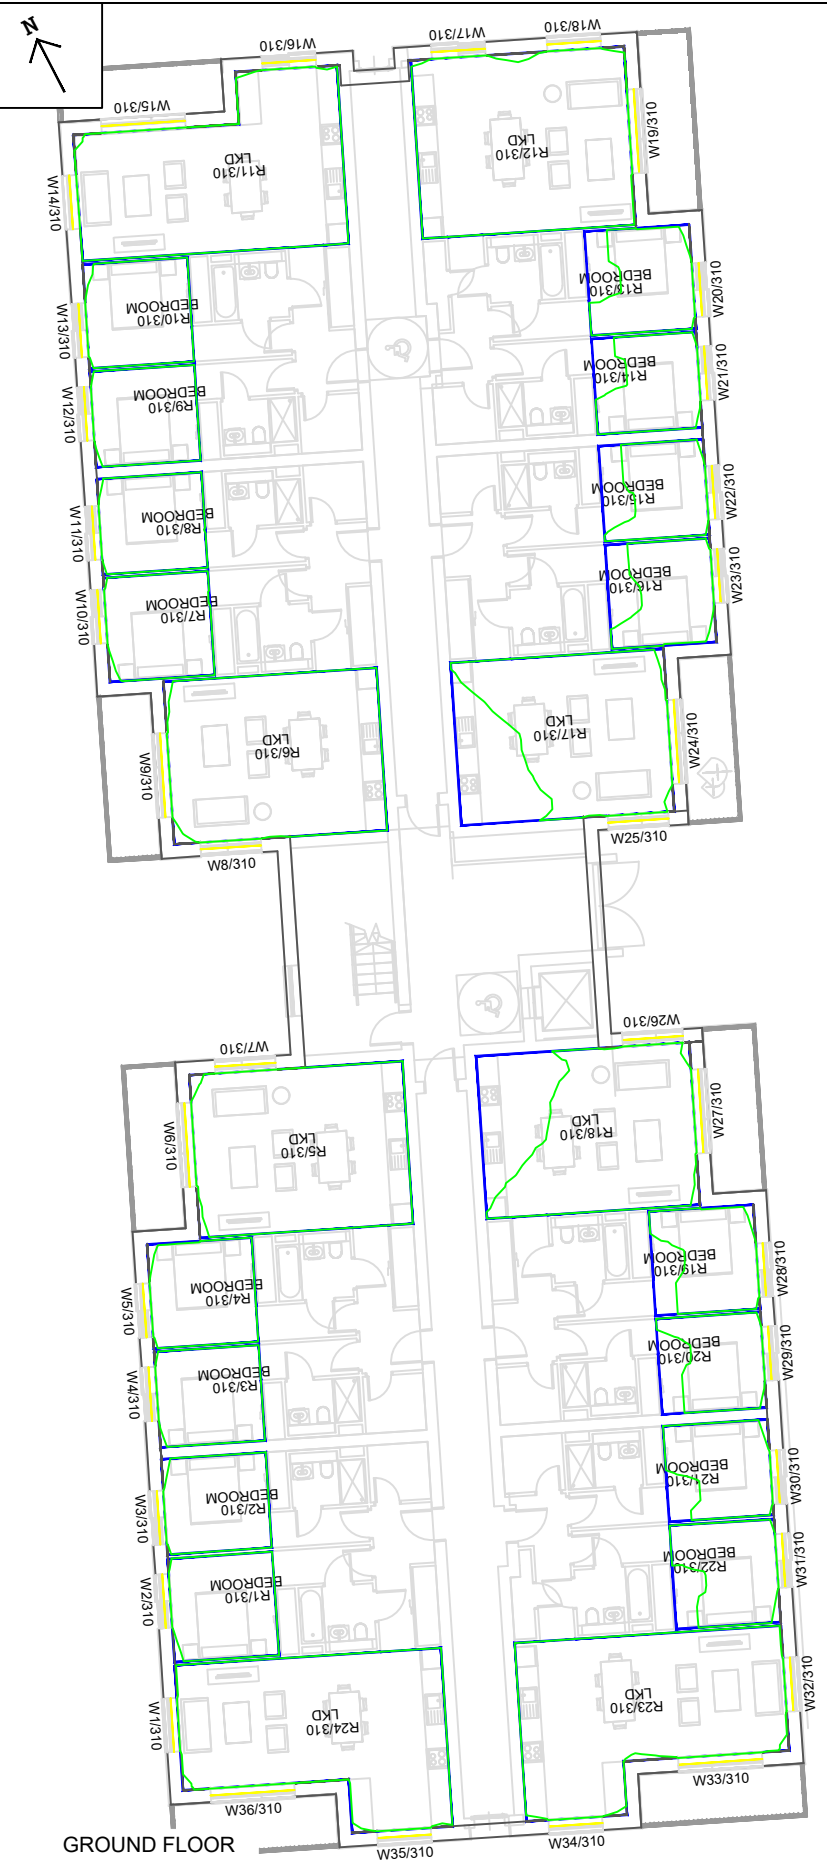 N
W16/310
W17/310
W18/310
W15/310
W19/310
R11/310
LKD
R12/310
LKD
W14/310
W20/310
R10/310
BEDROOM
R13/310
BEDROOM
W13/310
W21/310
R9/310
BEDROOM
R14/310
BEDROOM
W12/310
W22/310
R8/310
BEDROOM
R15/310
BEDROOM
W11/310
W23/310
R7/310
BEDROOM
R16/310
BEDROOM
W10/310
W24/310
R6/310
LKD
R17/310
LKD
W9/310
W8/310
W25/310
W7/310
W26/310
W6/310
R5/310
LKD
R18/310
LKD
W27/310
W5/310
R4/310
BEDROOM
R19/310
BEDROOM
W28/310
W4/310
R3/310
BEDROOM
R20/310
BEDROOM
W29/310
W3/310
R2/310
BEDROOM
R21/310
BEDROOM
W30/310
W2/310
R1/310
BEDROOM
R22/310
BEDROOM
W31/310
W1/310
R24/310
LKD
R23/310
LKD
W32/310
W36/310
W33/310
W35/310
W34/310
GROUND FLOOR